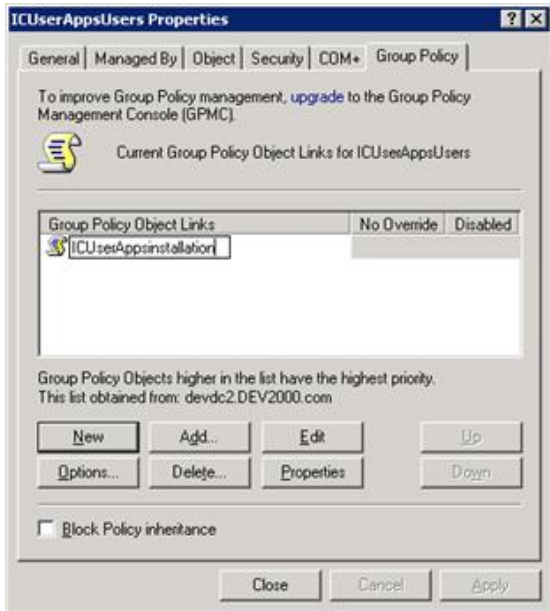 ICUserAppsUsers Properties
General Managed By Object Security COM+ Group Policy
To improve Group Policy management, upgrade to the Group Policy
Management Console (GPMC).
Current Group Policy Object Links for ICUserAppsUsers
Group Policy Object Links No Override Disabled
ICUserAppsinstallation
Group Policy Objects higher in the list have the highest priority.
This list obtained from: devdc2.DEV2000.com
New Add... Edit Up
Options... Delete... Properties Down
Block Policy inheritance
Close Cancel Apply